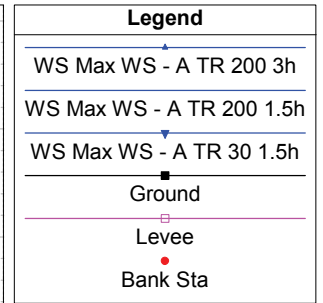 Legend
WS Max WS - A TR 200 3h
WS Max WS - A TR 200 1.5h
WS Max WS - A TR 30 1.5h
Ground
Levee
Bank Sta